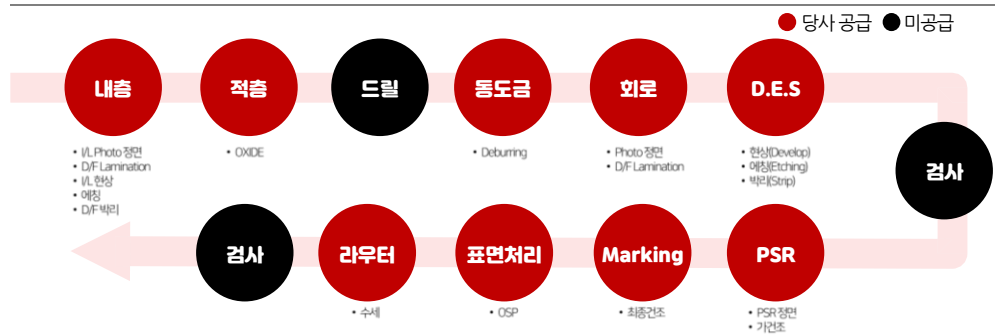 당사 공급 미공급
내층 적층 드릴 동도금 회로 D.E.S
• I/L Photo 정면
• D/F Lamination
• I/L 현상
• 에칭
• D/F 박리
• OXIDE
• Deburring
• Photo 정면
• D/F Lamination
• 현상(Develop)
• 에칭(Etching)
• 박리(Strip)
검사
검사 라우터 표면처리 Marking PSR
• 수세
• OSP
• 최종건조
• PSR 정면
• 가건조